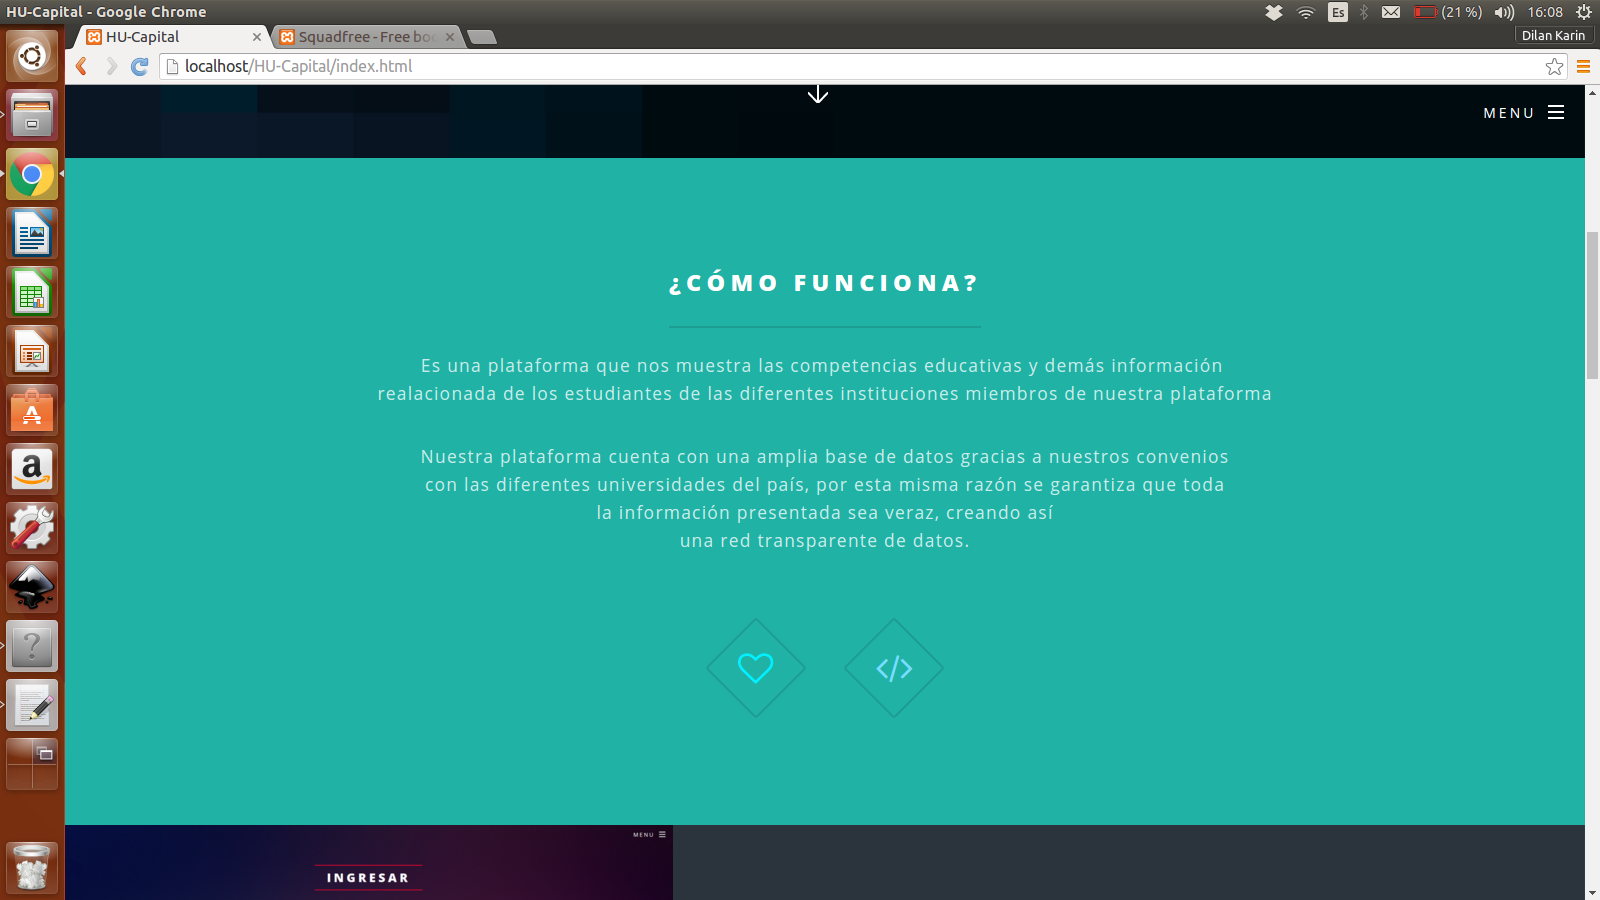 HU-Capital - Google Chrome
Es
(21 %)
16:08
HU-Capital
Squadfree - Free boo
Dilan Karin
localhost/HU-Capital/index.html
MENU
¿CÓMO FUNCIONA?
Es una plataforma que nos muestra las competencias educativas y demás información
realacionada de los estudiantes de las diferentes instituciones miembros de nuestra plataforma
Nuestra plataforma cuenta con una amplia base de datos gracias a nuestros convenios
con las diferentes universidades del país, por esta misma razón se garantiza que toda
la información presentada sea veraz, creando así
una red transparente de datos.
MENU
INGRESAR